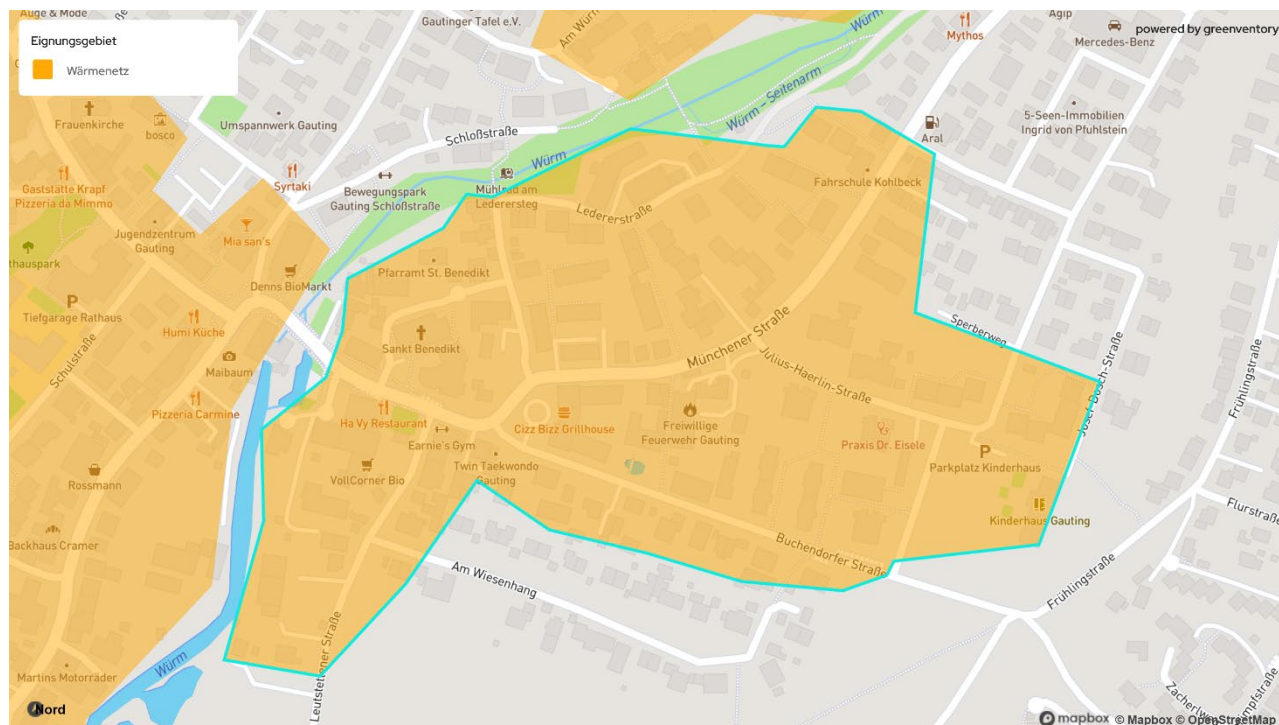 Auge & Mode
Gautinger Tafel e.V.
Am Würm
Agip
Mythos
powered by greenventory
Mercedes-Benz
Eignungsgebiet
Wärmenetz
Frauenkirche
bosco
Umspannwerk Gauting
Schloßstraße
Würm - Seitenarm
Würm
Aral
5-Seen-Immobilien
Ingrid von Pfuhlstein
Gaststätte Krapf
Pizzeria da Mimmo
Syrtaki
Bewegungspark
Gauting Schloßstraße
Mühlrad am
Lederersteg
Ledererstraße
Fahrschule Kohlbeck
Jugendzentrum
Gauting
Mia san's
thauspark
Denns BioMarkt
Pfarramt St. Benedikt
Tiefgarage Rathaus
Humi Küche
Sankt Benedikt
Münchener Straße
Sperberweg
Maibaum
Schulstraße
Julius-Haerlin-Straße
Josef-Bosch-Straße
Frühlingstraße
Pizzeria Carmine
Ha Vy Restaurant
Cizz Bizz Grillhouse
Freiwillige
Feuerwehr Gauting
Earnie's Gym
Praxis Dr. Eisele
Twin Taekwondo
Gauting
Parkplatz Kinderhaus
Rossmann
VollCorner Bio
Kinderhaus Gauting
Flurstraße
Backhaus Cramer
Buchendorfer Straße
Am Wiesenhang
Frühlingstraße
Leutstettener Straße
Würm
Martins Motorräder
Nord
mapbox
© Mapbox © OpenStreetMap